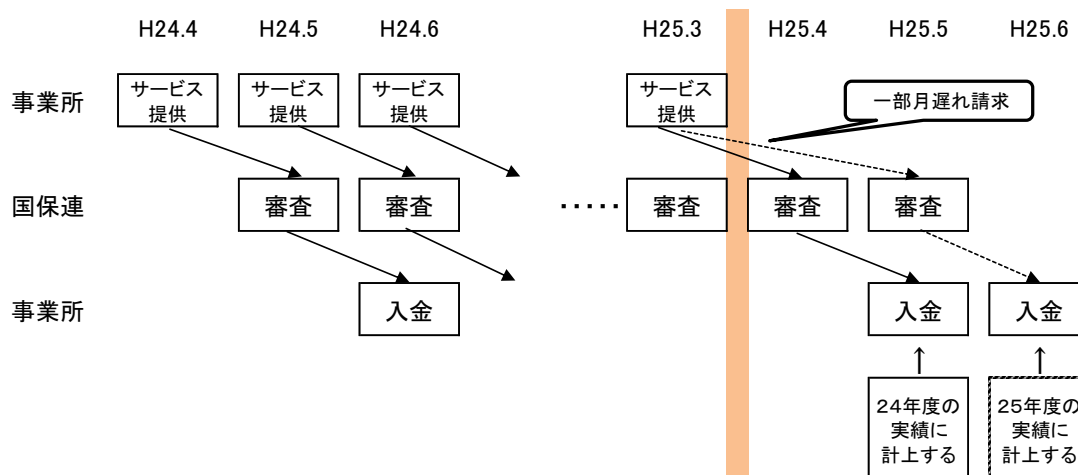 H24.4 H24.5 H24.6 H25.3 H25.4 H25.5 H25.6
事業所
サービス
提供
サービス
提供
サービス
提供
サービス
提供
一部月遅れ請求
国保連
審査
審査
・・・・・
審査
審査
審査
事業所
入金
入金
入金
↑
↑
24年度の
実績に
計上する
25年度の
実績に
計上する